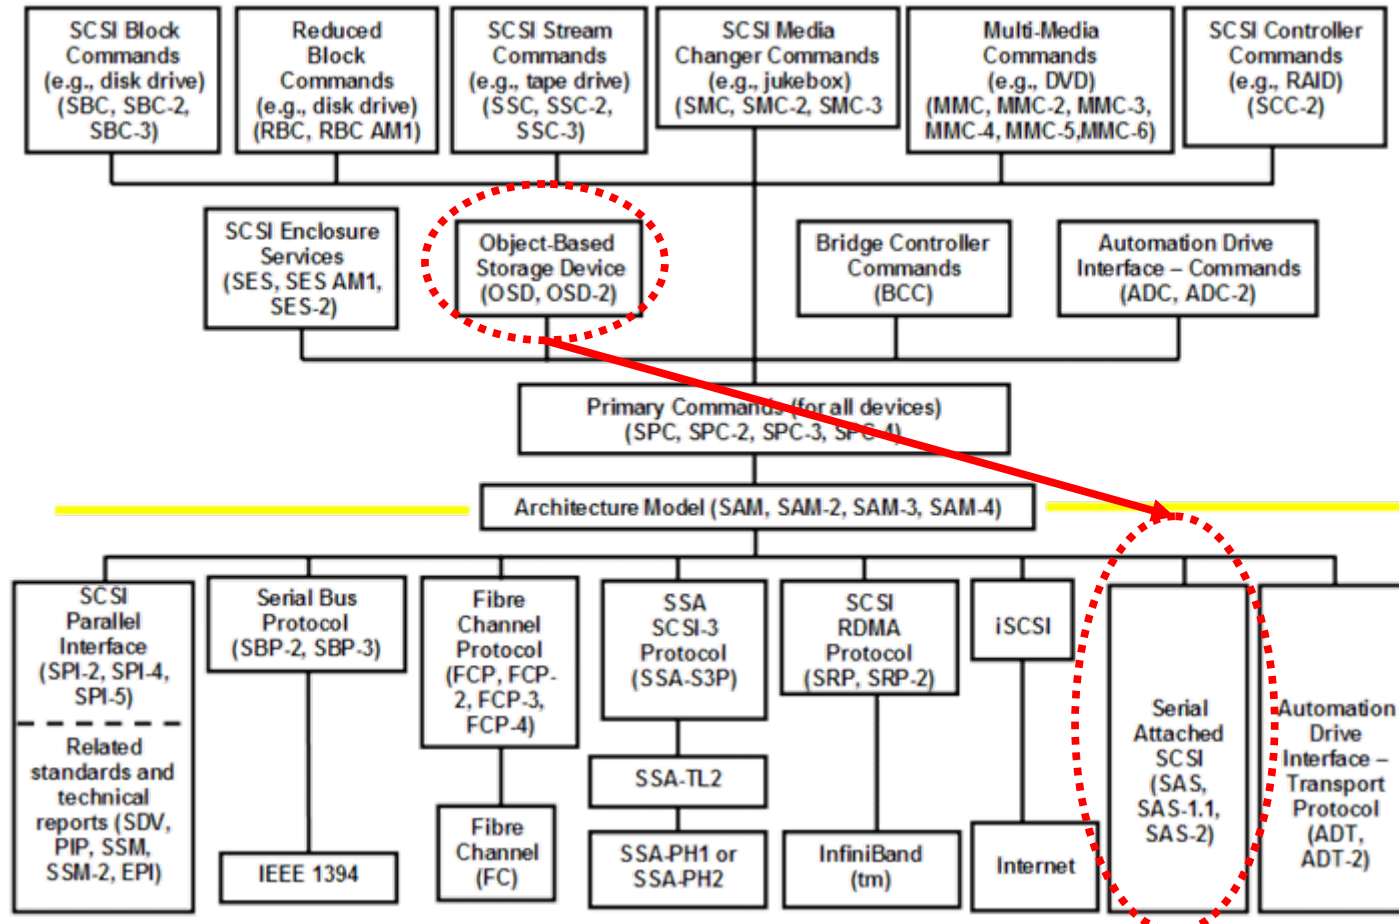 SCSI Block
Commands
(e.g., disk drive)
(SBC, SBC-2,
SBC-3)
Reduced
Block
Commands
(e.g., disk drive)
(RBC, RBC AM1)
SCSI Stream
Commands
(e.g., tape drive)
(SSC, SSC-2,
SSC-3)
SCSI Media
Changer Commands
(e.g., jukebox)
(SMC, SMC-2, SMC-3
Multi-Media
Commands
(e.g., DVD)
(MMC, MMC-2, MMC-3,
MMC-4, MMC-5,MMC-6)
SCSI Controller
Commands
(e.g., RAID)
(SCC-2)
SCSI Enclosure
Services
(SES, SES AM1,
SES-2)
Object-Based
Storage Device
(OSD, OSD-2)
Bridge Controller
Commands
(BCC)
Automation Drive
Interface – Commands
(ADC, ADC-2)
Primary Commands (for all devices)
(SPC, SPC-2, SPC-3, SPC-4)
Architecture Model (SAM, SAM-2, SAM-3, SAM-4)
SCSI
Parallel
Interface
(SPI-2, SPI-4,
SPI-5)
Related
standards and
technical
reports (SDV,
PIP, SSM,
SSM-2, EPI)
Serial Bus
Protocol
(SBP-2, SBP-3)
IEEE 1394
Fibre
Channel
Protocol
(FCP, FCP-
2, FCP-3,
FCP-4)
Fibre
Channel
(FC)
SSA
SCSI-3
Protocol
(SSA-S3P)
SSA-TL2
SSA-PH1 or
SSA-PH2
SCSI
RDMA
Protocol
(SRP, SRP-2)
InfiniBand
(tm)
iSCSI
Internet
Serial
Attached
SCSI
(SAS,
SAS-1.1,
SAS-2)
Automation
Drive
Interface –
Transport
Protocol
(ADT,
ADT-2)